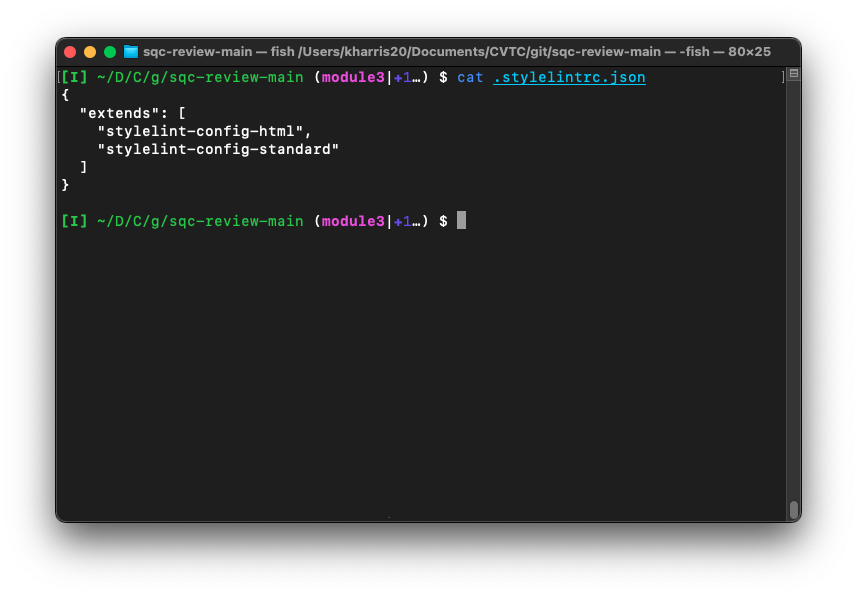 sqc-review-main — fish /Users/kharris20/Documents/CVTC/git/sqc-review-main — -fish — 80×25
[[I] ~/D/C/g/sqc-review-main (module3|+1…) $ cat .stylelintrc.json ]
{
  "extends": [
    "stylelint-config-html",
    "stylelint-config-standard"
  ]
}
[I] ~/D/C/g/sqc-review-main (module3|+1…) $